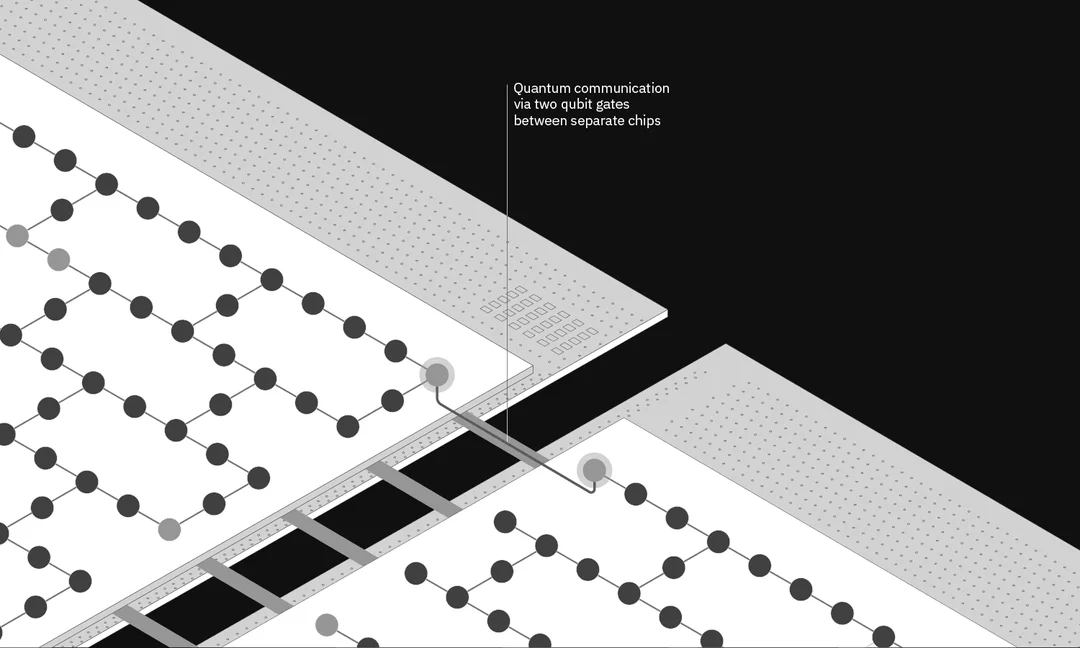 Quantum communication
via two qubit gates
between separate chips